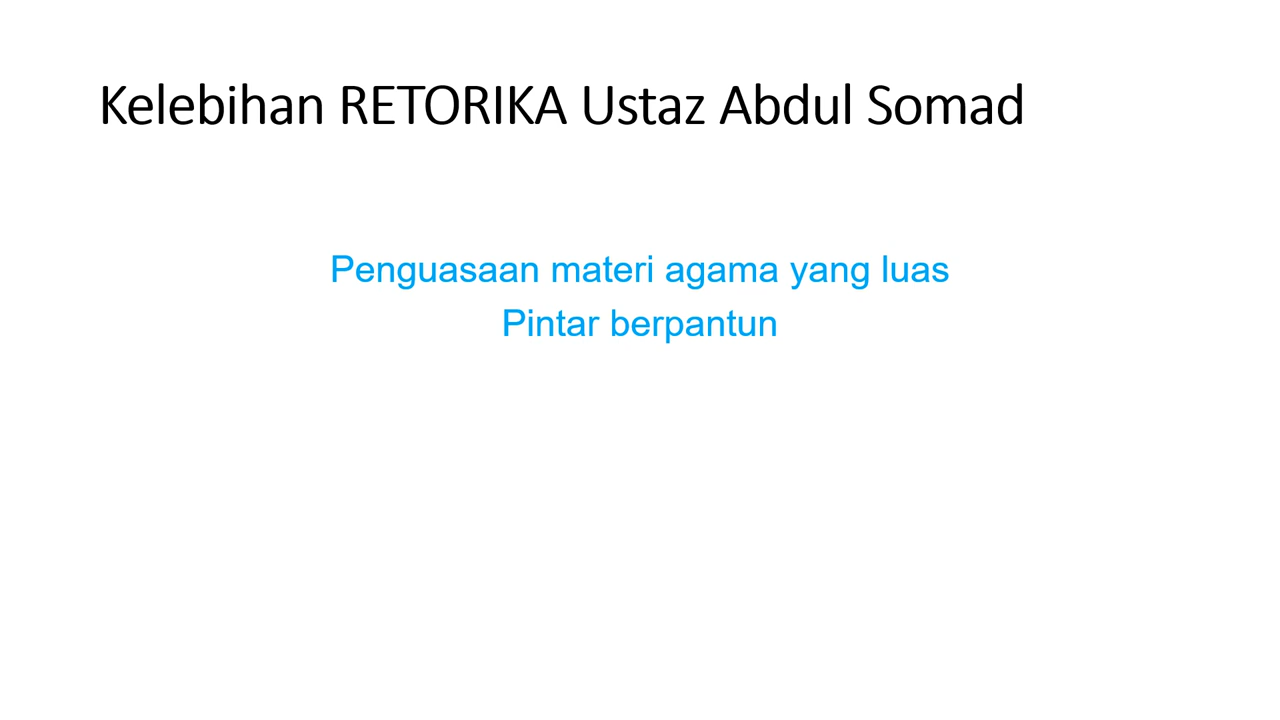 Kelebihan RETORIKA Ustaz Abdul Somad
Penguasaan materi agama yang luas
Pintar berpantun